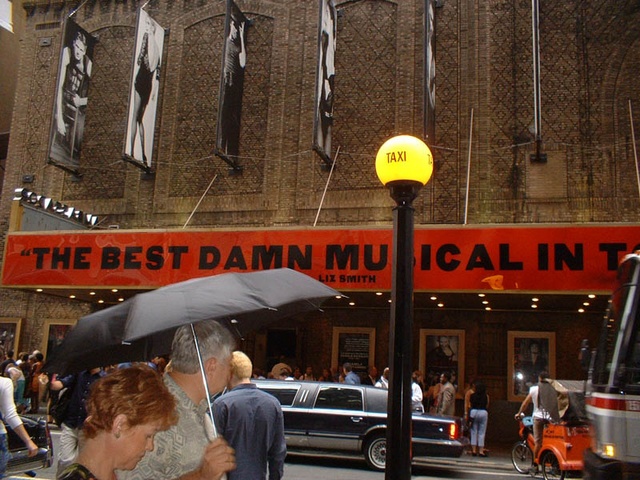 TAXI
"THE BEST DAMN MU ICAL IN T
LIZ SMITH